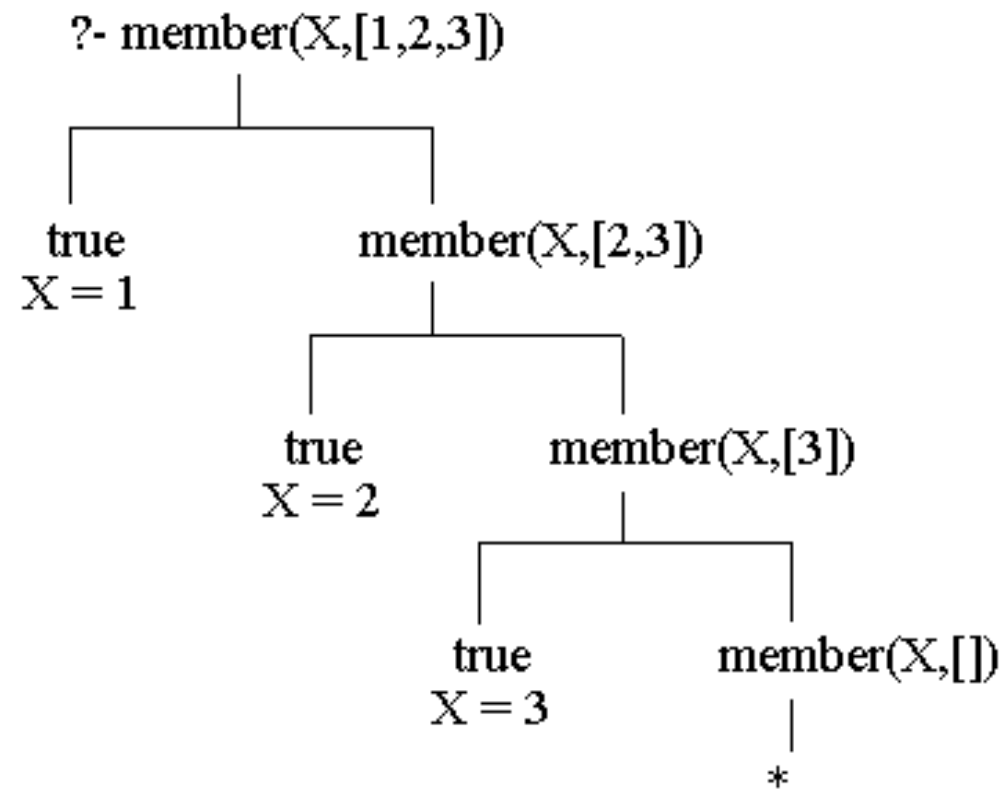 ?- member(X,[1,2,3])
true
X = 1
member(X,[2,3])
true
X = 2
member(X,[3])
true
X = 3
member(X,[])
*